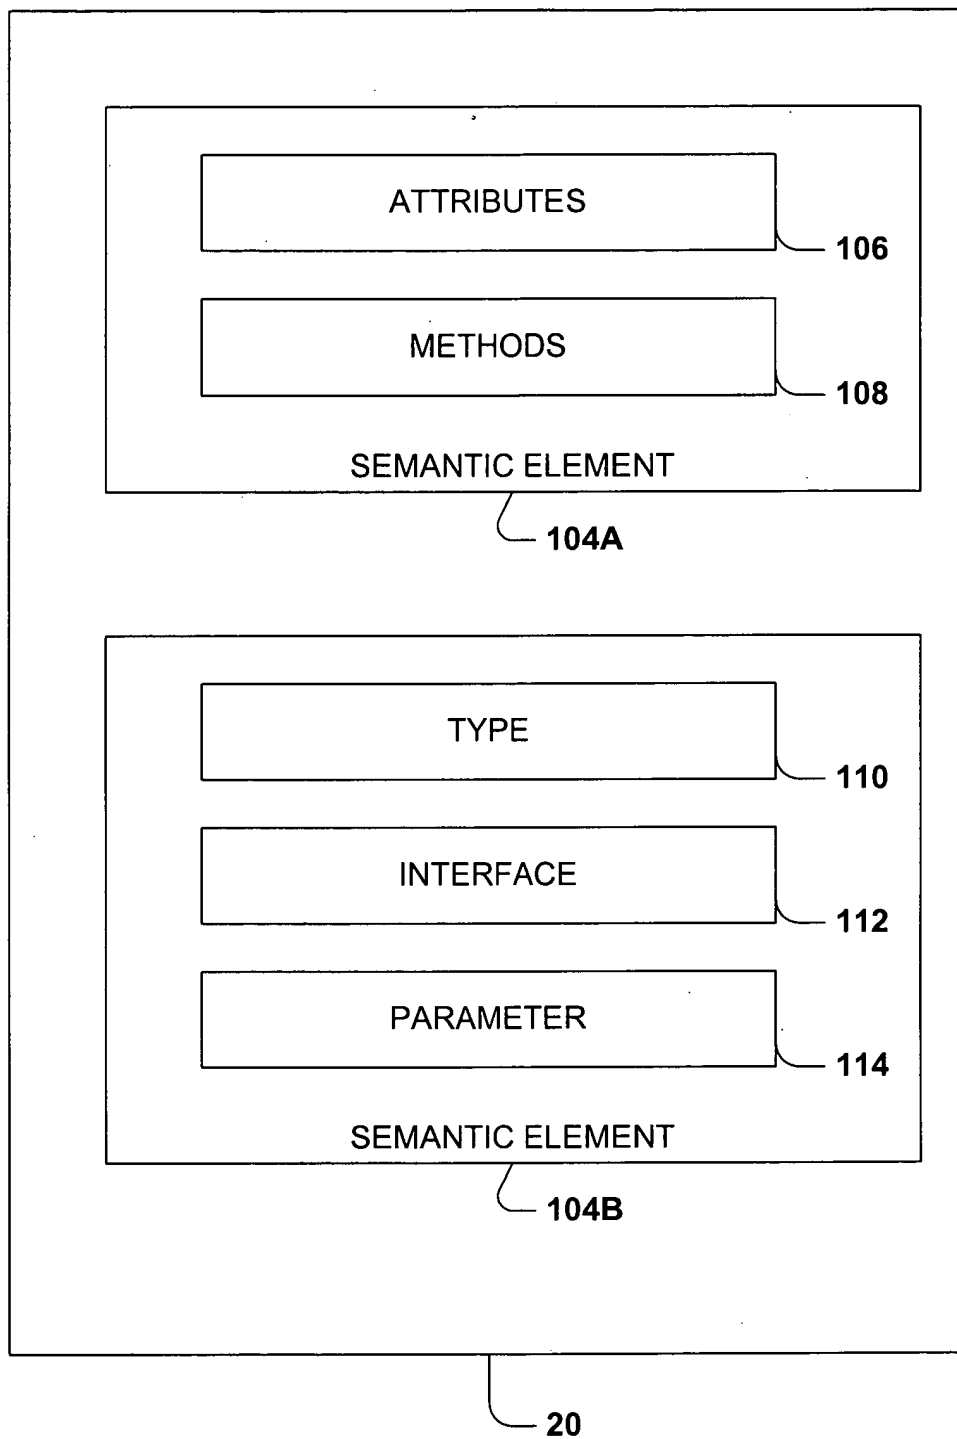 ATTRIBUTES
106
METHODS
108
SEMANTIC ELEMENT
104A
TYPE
110
INTERFACE
112
PARAMETER
114
SEMANTIC ELEMENT
104B
20